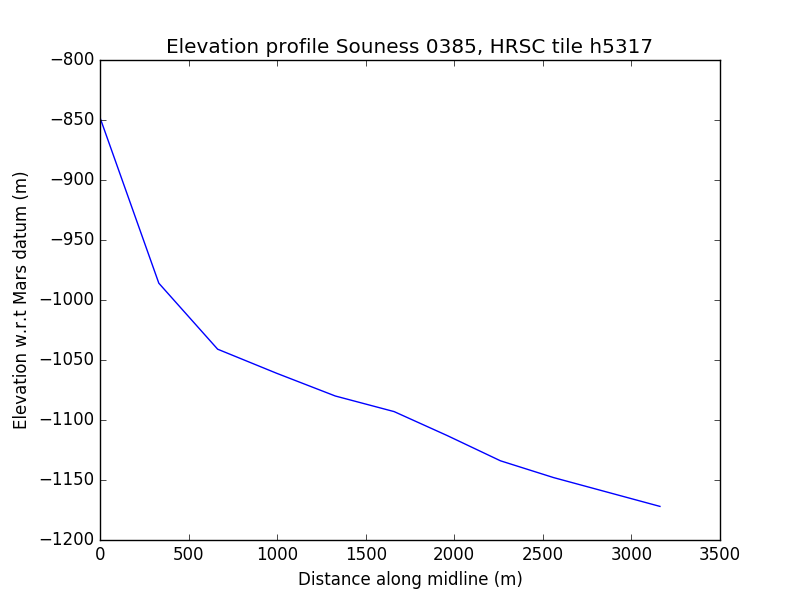 Elevation profile Souness 0385, HRSC tile h5317
−800
−850
−900
−950
−1000
−1050
−1100
−1150
−1200
Elevation w.r.t Mars datum (m)
0 500 1000 1500 2000 2500 3000 3500
Distance along midline (m)